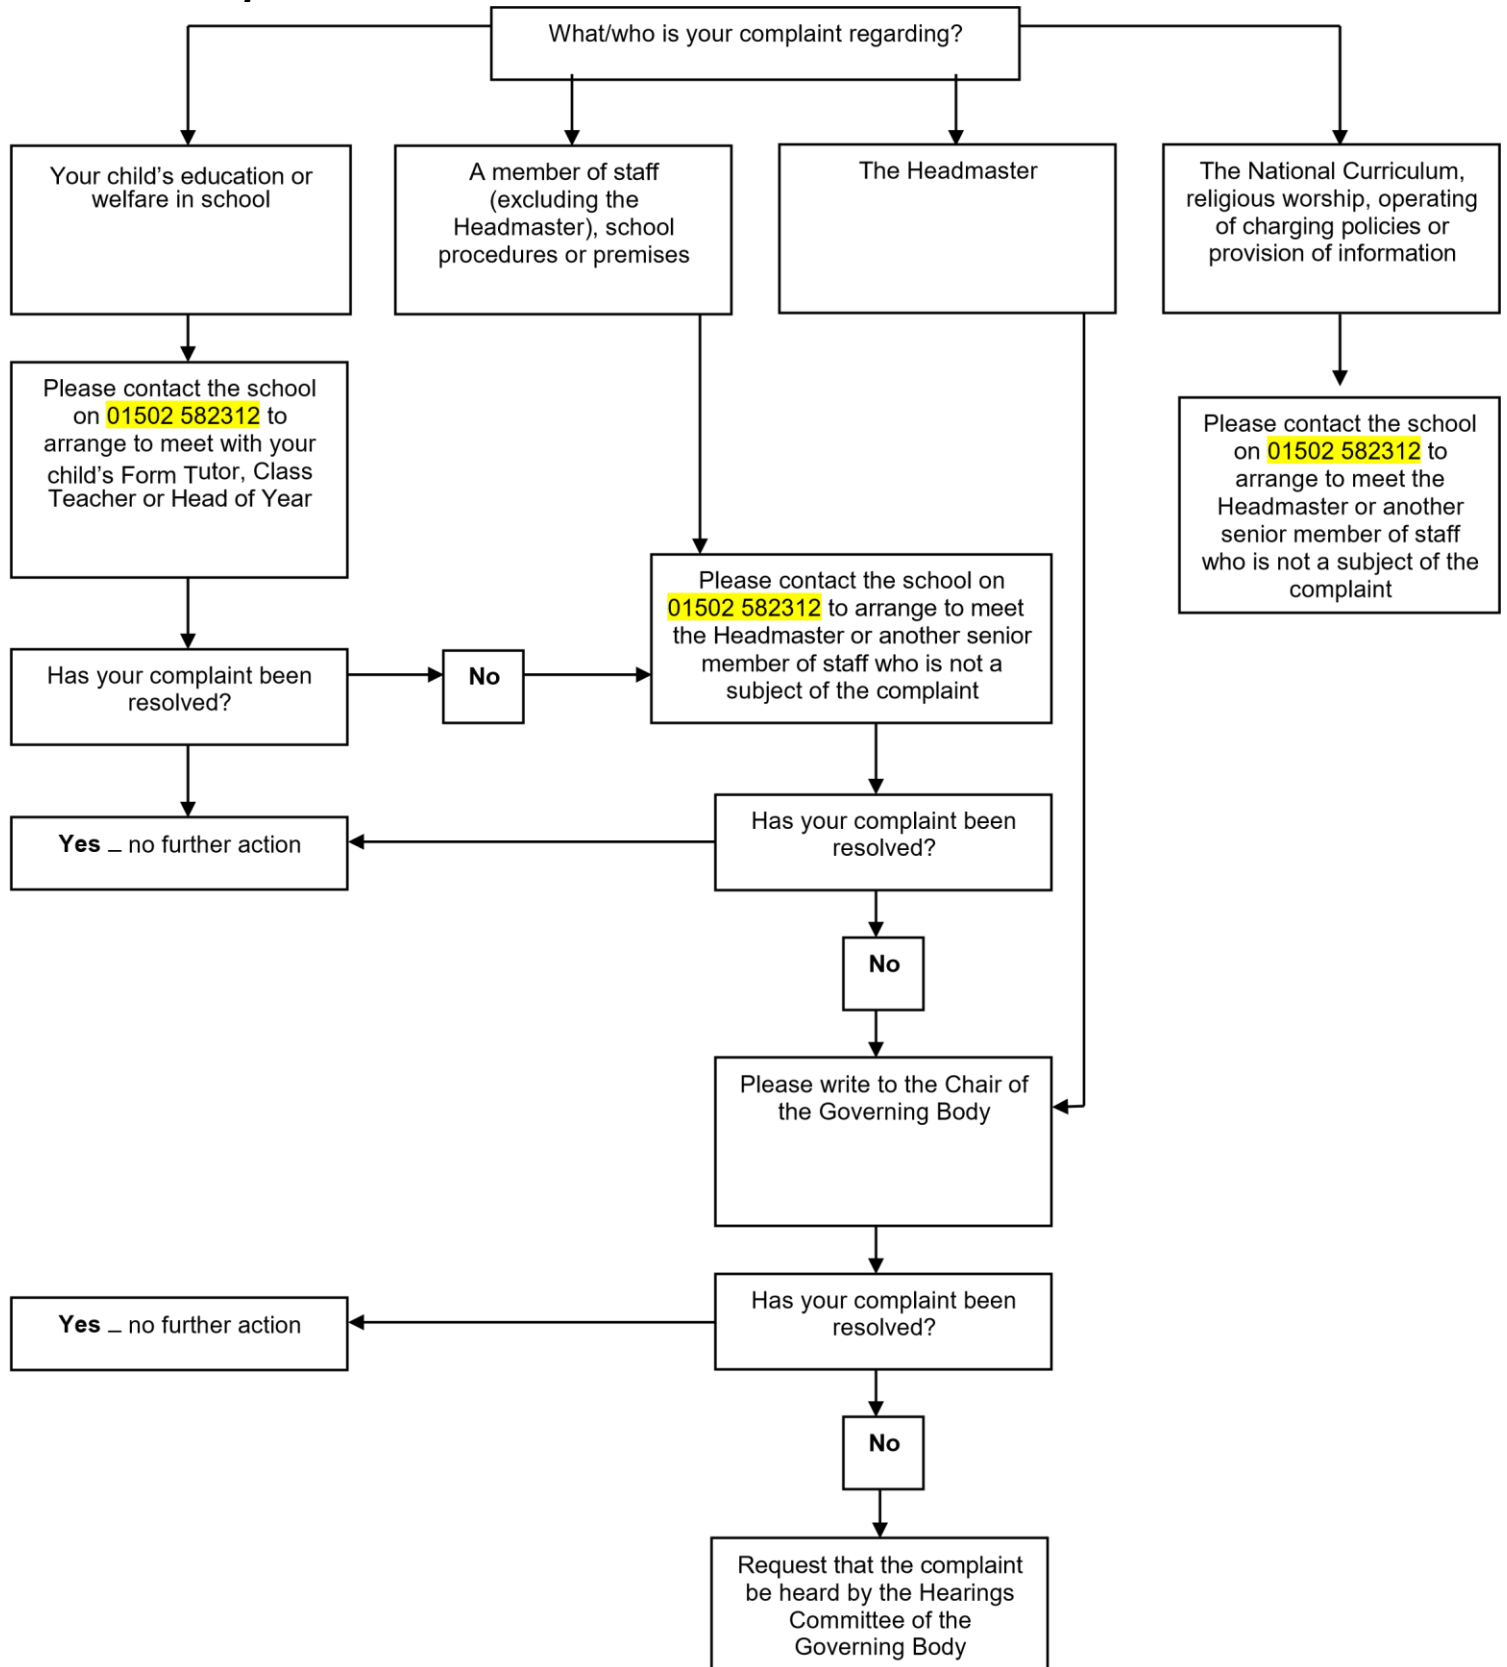 What/who is your complaint regarding?
Your child's education or
welfare in school
A member of staff
(excluding the
Headmaster), school
procedures or premises
The Headmaster
The National Curriculum,
religious worship, operating
of charging policies or
provision of information
Please contact the school
on 01502 582312 to
arrange to meet with your
child's Form Tutor, Class
Teacher or Head of Year
Please contact the school
on 01502 582312 to
arrange to meet the
Headmaster or another
senior member of staff
who is not a subject of the
complaint
Please contact the school on
01502 582312 to arrange to meet
the Headmaster or another senior
member of staff who is not a
subject of the complaint
Has your complaint been
resolved?
No
Yes – no further action
Has your complaint been
resolved?
No
Please write to the Chair of
the Governing Body
Has your complaint been
resolved?
Yes – no further action
No
Request that the complaint
be heard by the Hearings
Committee of the
Governing Body